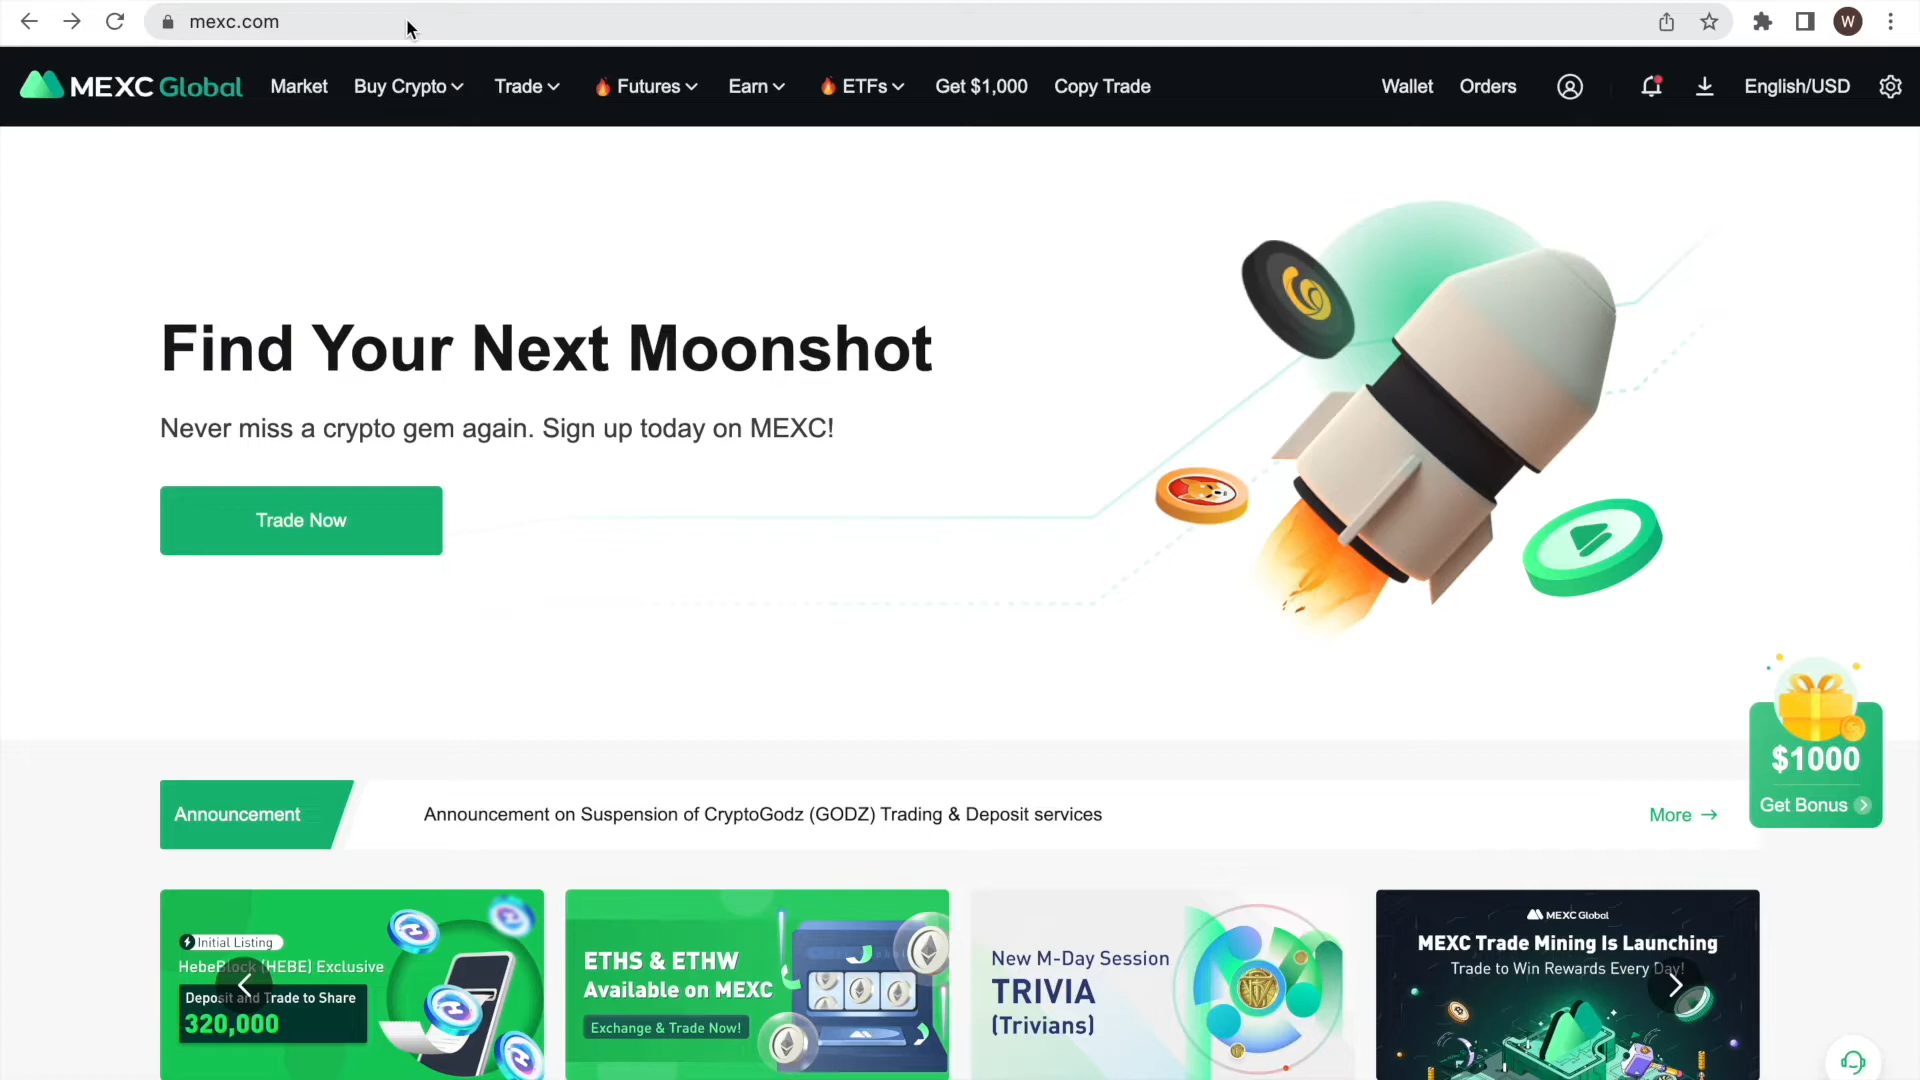 mexc.com
W
MEXC Global
Market
Buy Crypto
Trade
Futures
Earn
ETFs
Get $1,000
Copy Trade
Wallet
Orders
English/USD
Find Your Next Moonshot
Never miss a crypto gem again. Sign up today on MEXC!
Trade Now
$1000
Get Bonus
Announcement
Announcement on Suspension of CryptoGodz (GODZ) Trading & Deposit services
More
Initial Listing
HebeBlock (HEBE) Exclusive
Deposit and Trade to Share
320,000
ETHS & ETHW
Available on MEXC
Exchange & Trade Now!
New M-Day Session
TRIVIA
(Trivians)
MEXC Global
MEXC Trade Mining Is Launching
Trade to Win Rewards Every Day!